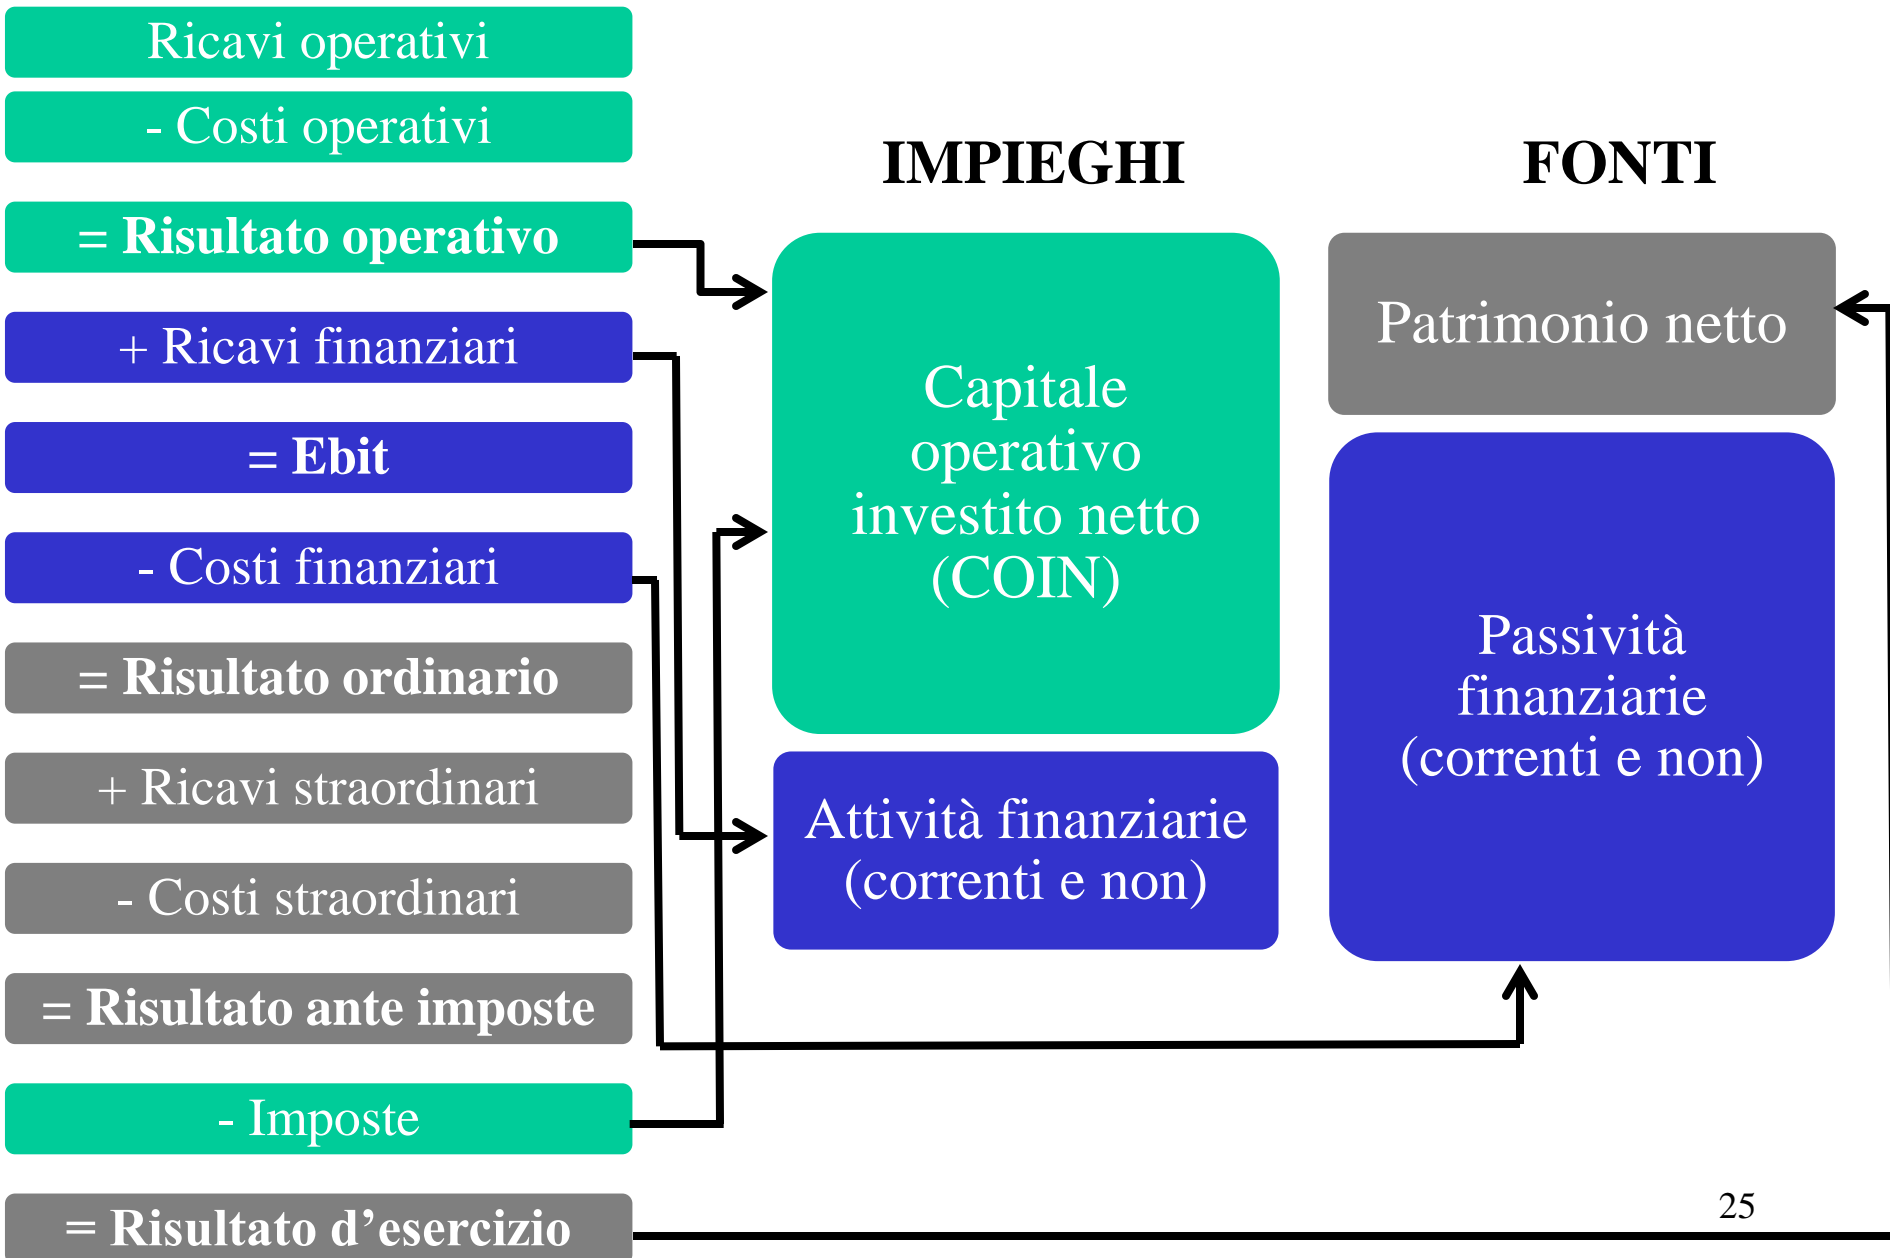 Ricavi operativi
- Costi operativi
= Risultato operativo
+ Ricavi finanziari
= Ebit
- Costi finanziari
= Risultato ordinario
+ Ricavi straordinari
- Costi straordinari
= Risultato ante imposte
- Imposte
= Risultato d’esercizio
IMPIEGHI
Capitale
operativo
investito netto
(COIN)
Attività finanziarie
(correnti e non)
FONTI
Patrimonio netto
Passività
finanziarie
(correnti e non)
25